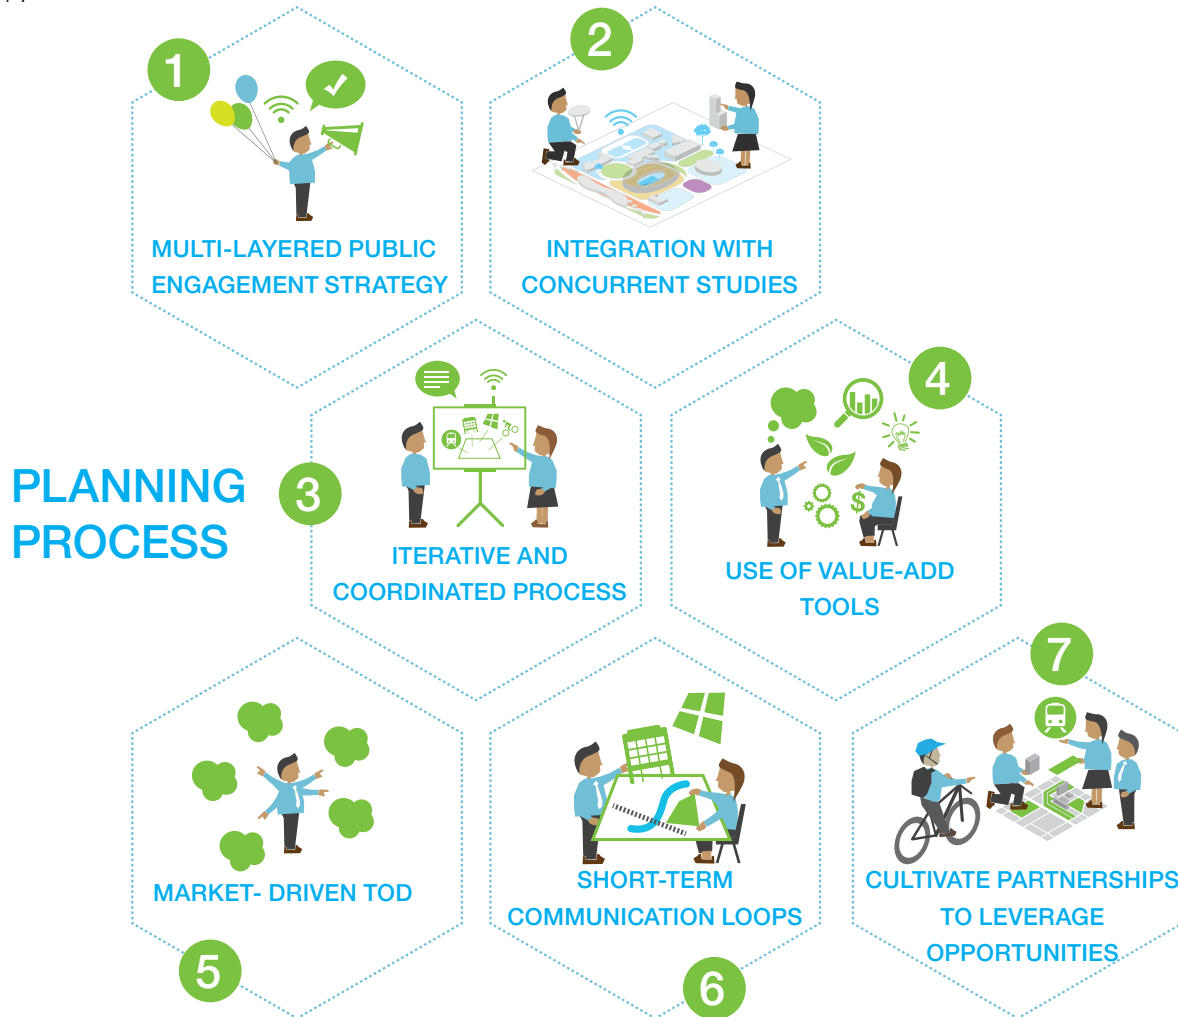 1
MULTI-LAYERED PUBLIC
ENGAGEMENT STRATEGY
2
INTEGRATION WITH
CONCURRENT STUDIES
PLANNING
PROCESS
3
ITERATIVE AND
COORDINATED PROCESS
4
$
USE OF VALUE-ADD
TOOLS
MARKET- DRIVEN TOD
5
SHORT-TERM
COMMUNICATION LOOPS
6
7
CULTIVATE PARTNERSHIPS
TO LEVERAGE
OPPORTUNITIES